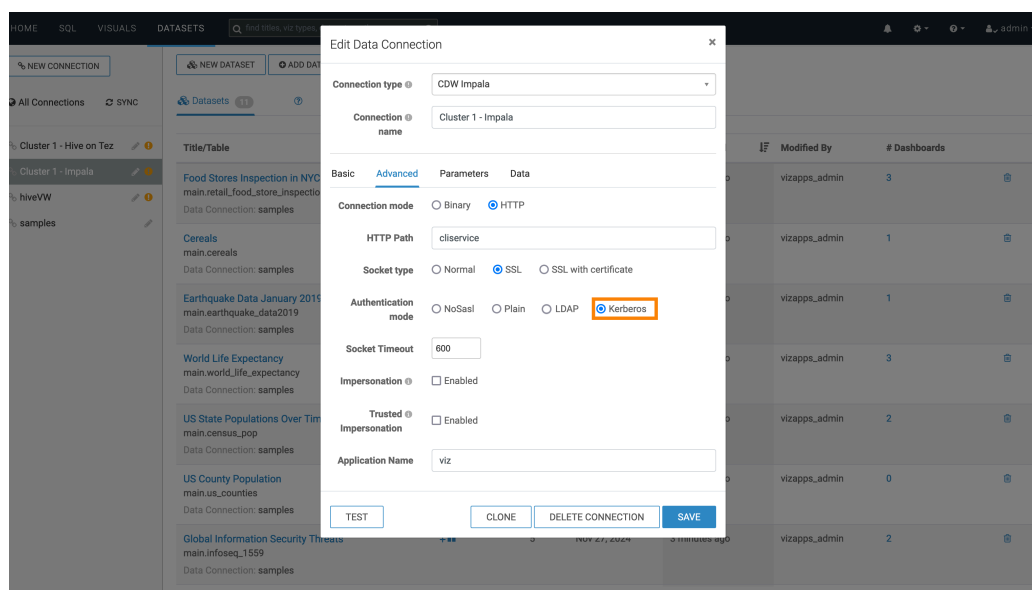 HOME SQL VISUALS DATASETS find titles, viz types, admin
NEW CONNECTION
All Connections SYNC
Cluster 1 - Hive on Tez
Cluster 1 - Impala
hiveVW
samples
NEW DATASET ADD DAT
Datasets 11
Title/Table Modified By # Dashboards
Food Stores Inspection in NYC vizapps_admin 3
main.retail_food_store_inspectio
Data Connection: samples
Cereals vizapps_admin 1
main.cereals
Data Connection: samples
Earthquake Data January 2019 vizapps_admin 1
main.earthquake_data2019
Data Connection: samples
World Life Expectancy vizapps_admin 3
main.world_life_expectancy
Data Connection: samples
US State Populations Over Tim vizapps_admin 2
main.census_pop
Data Connection: samples
US County Population vizapps_admin 0
main.us_counties
Data Connection: samples
Global Information Security Threats 5 Nov 27, 2024 3 minutes ago vizapps_admin 2
main.infoseq_1559
Data Connection: samples
Edit Data Connection
Connection type CDW Impala
Connection name Cluster 1 - Impala
Basic Advanced Parameters Data
Connection mode Binary HTTP
HTTP Path cliservice
Socket type Normal SSL SSL with certificate
Authentication mode NoSasl Plain LDAP Kerberos
Socket Timeout 600
Impersonation Enabled
Trusted Impersonation Enabled
Application Name viz
TEST CLONE DELETE CONNECTION SAVE